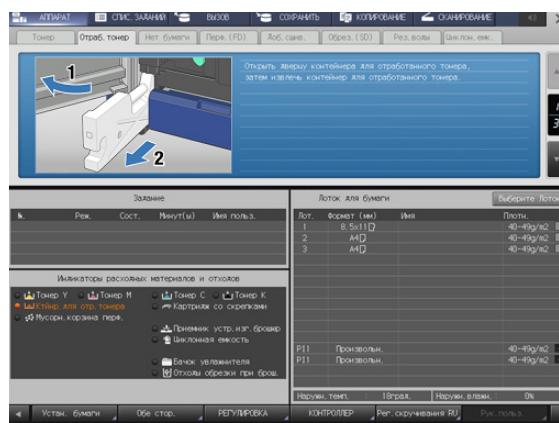 АППАРАТ СПИС. ЗАДАНИЙ ВЫЗОВ СОХРАНИТЬ КОПИРОВАНИЕ СКАНИРОВАНИЕ
Тонер Отраб. тонер Нет бумаги Перф. (FD) Доб. сшив. Обрез. (SD) Рез. волы Циклон. емк.
1
2
Открыть дверцу контейнера для отработанного тонера,
затем извлечь контейнер для отработанного тонера.
Задание
№. Реж. Сост. Минут(ы) Имя польз.
Индикаторы расходных материалов и отходов
Тонер Y Тонер M Тонер C Тонер K
Ктйнр. для отр. тонера Картридж со скрепками
Мусорн. корзина перф.
Приемник устр. изг. брошюр
Циклонная емкость
Бачок увлажнителя
Отходы обрезки при брош.
Лоток для бумаги Выберите Лоток
Лот. Формат (мм) Имя Плотн.
1 8.5x11 40-49g/m2
2 A4 40-49g/m2
3 A4 40-49g/m2
PI1 Произвольн. 40-49g/m2
PI1 Произвольн. 40-49g/m2
Наружн. темп. : 18град. Наружн. влажн. : 0%
Устан. бумаги Обе стор. РЕГУЛИРОВКА КОНТРОЛЛЕР Рег. скручивания RU Рук. польз.